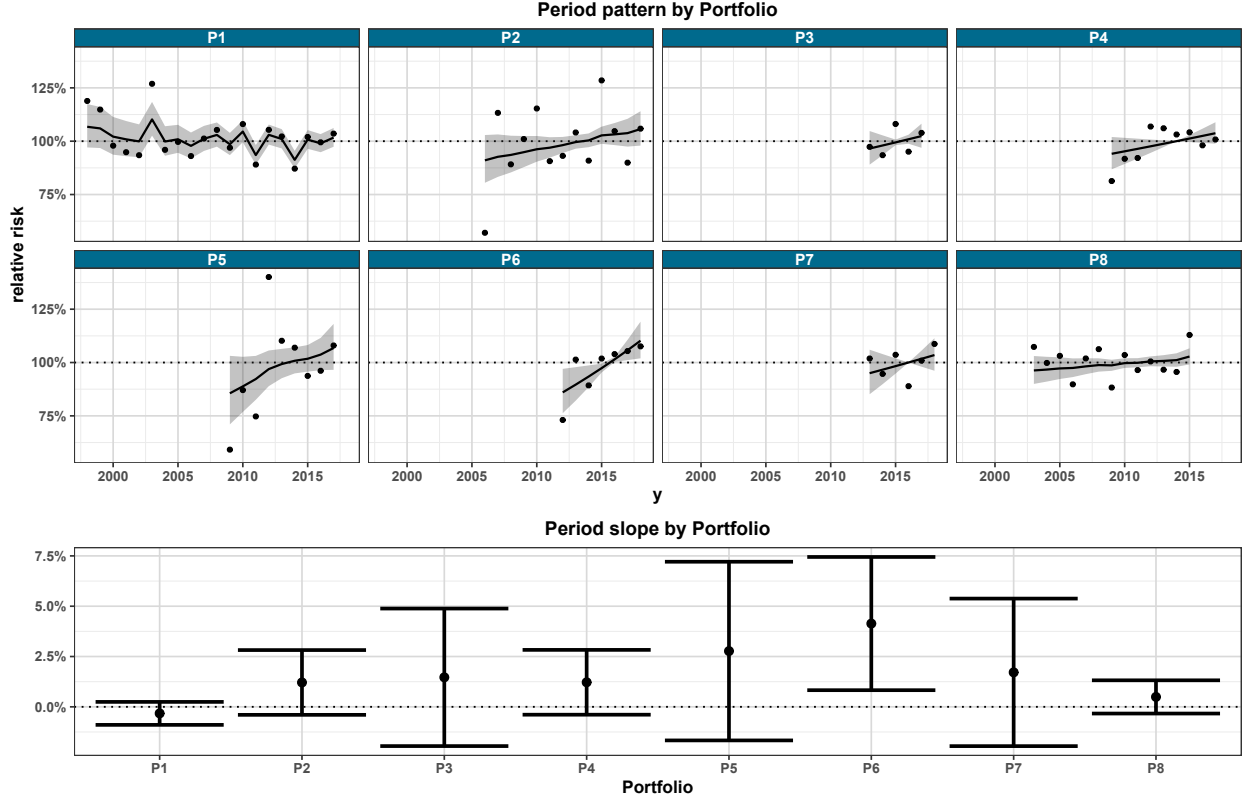 Period pattern by Portfolio
P1 P2 P3 P4
125%
100%
75%
relative risk
P5 P6 P7 P8
125%
100%
75%
2000 2005 2010 2015 2000 2005 2010 2015 2000 2005 2010 2015 2000 2005 2010 2015
y
Period slope by Portfolio
7.5%
5.0%
2.5%
0.0%
P1 P2 P3 P4 P5 P6 P7 P8
Portfolio